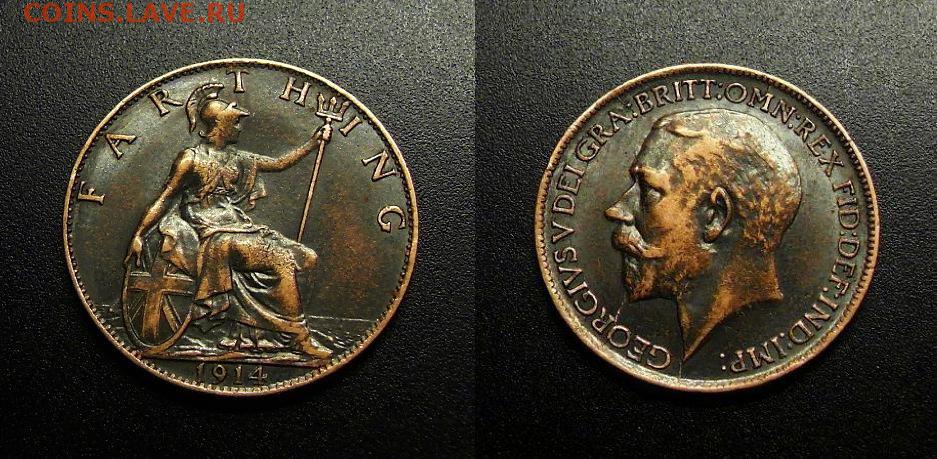 COINS.LAVE.RU
FARTHING
1914
GEORGIVS V DEI GRA: BRITT: OMN: REX FID: DEF: IND: IMP: